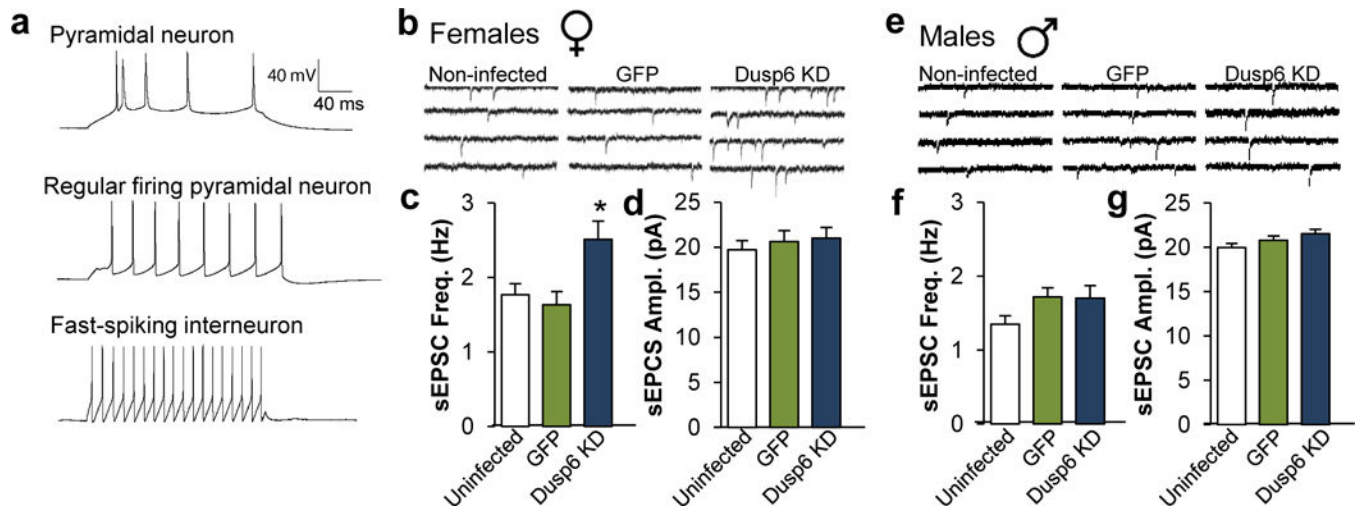 a
Pyramidal neuron
40 mV
40 ms
Regular firing pyramidal neuron
Fast-spiking interneuron
b Females ♀
Non-infected GFP Dusp6 KD
c
sEPSC Freq. (Hz)
3
2
1
0
*
Uninfected
GFP
Dusp6 KD
d
sEPCS Ampl. (pA)
25
20
15
10
5
0
Uninfected
GFP
Dusp6 KD
e Males ♂
Non-infected GFP Dusp6 KD
f
sEPSC Freq. (Hz)
3
2
1
0
Uninfected
GFP
Dusp6 KD
g
sEPSC Ampl. (pA)
25
20
15
10
5
0
Uninfected
GFP
Dusp6 KD